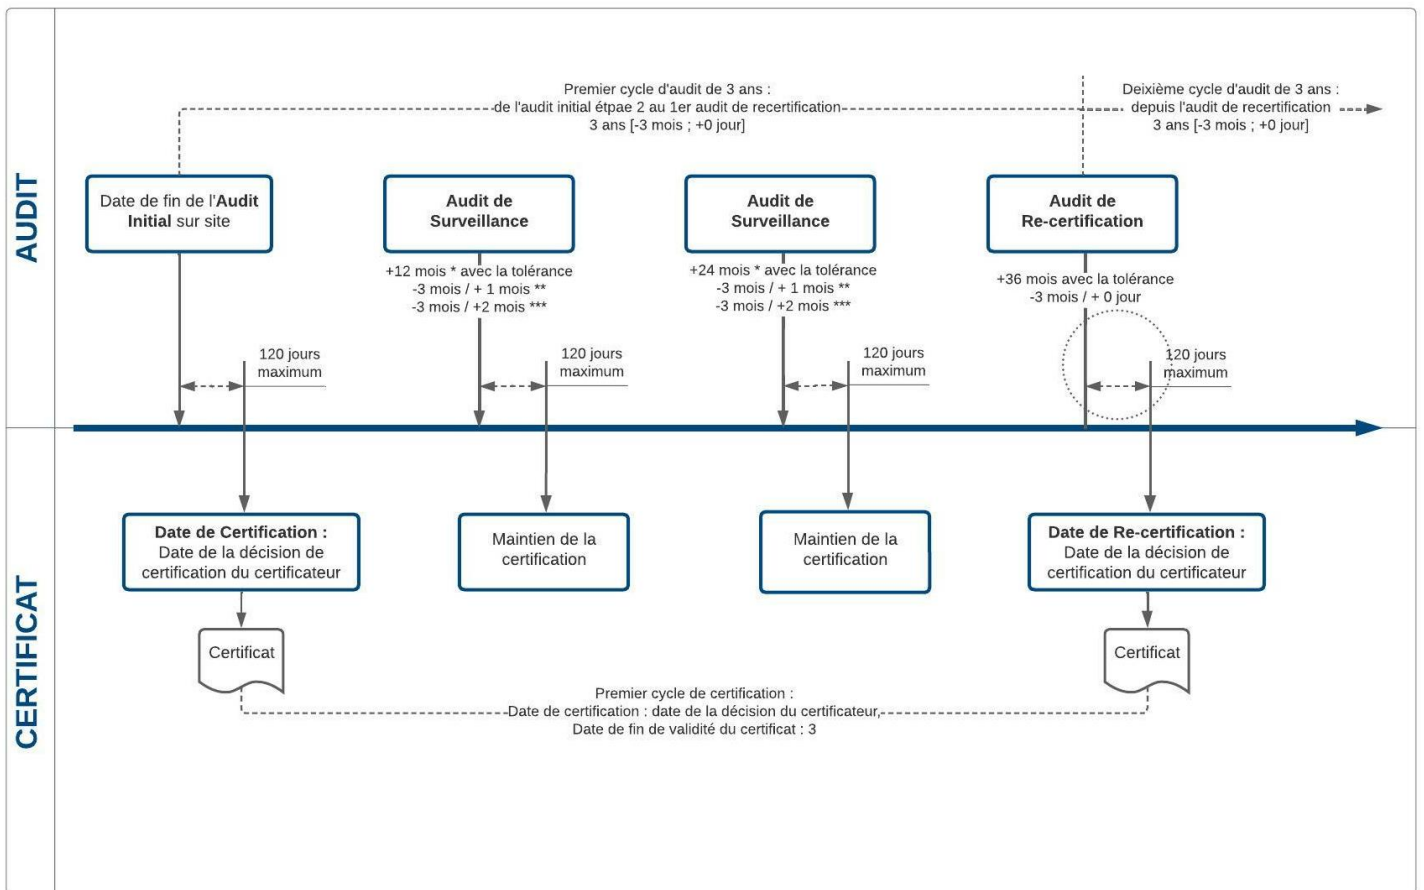 AUDIT
Premier cycle d'audit de 3 ans :
de l'audit initial étpae 2 au 1er audit de recertification
3 ans [-3 mois ; +0 jour]
Deixième cycle d'audit de 3 ans :
depuis l'audit de recertification
3 ans [-3 mois ; +0 jour]
Date de fin de l'Audit
Initial sur site
Audit de
Surveillance
Audit de
Surveillance
Audit de
Re-certification
+12 mois * avec la tolérance
-3 mois / + 1 mois **
-3 mois / +2 mois ***
+24 mois * avec la tolérance
-3 mois / + 1 mois **
-3 mois / +2 mois ***
+36 mois avec la tolérance
-3 mois / + 0 jour
120 jours
maximum
120 jours
maximum
120 jours
maximum
120 jours
maximum
CERTIFICAT
Date de Certification :
Date de la décision de
certification du certificateur
Maintien de la
certification
Maintien de la
certification
Date de Re-certification :
Date de la décision de
certification du certificateur
Certificat
Certificat
Premier cycle de certification :
Date de certification : date de la décision du certificateur,
Date de fin de validité du certificat : 3